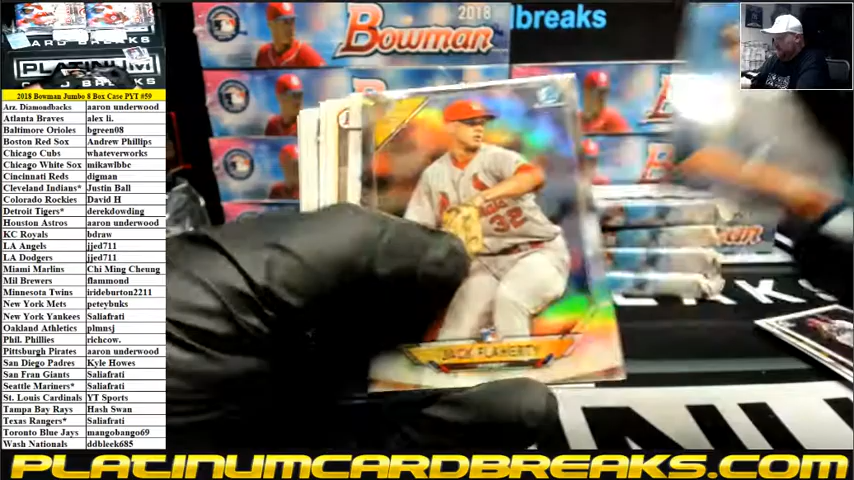 2018 Bowman Jumbo 8 Box Case PYT #59
Arz. Diamondbacks aaron underwood
Atlanta Braves alex li.
Baltimore Orioles bgreen08
Boston Red Sox Andrew Phillips
Chicago Cubs whateverworks
Chicago White Sox mikawlbbc
Cincinnati Reds digman
Cleveland Indians* Justin Ball
Colorado Rockies David H
Detroit Tigers* derekdowding
Houston Astros aaron underwood
KC Royals bdraw
LA Angels jjed711
LA Dodgers jjed711
Miami Marlins Chi Ming Cheung
Mil Brewers flammond
Minnesota Twins irideburton2211
New York Mets peteybuks
New York Yankees Saliafrati
Oakland Athletics plmnsj
Phil. Phillies richcow.
Pittsburgh Pirates aaron underwood
San Diego Padres Kyle Howes
San Fran Giants Saliafrati
Seattle Mariners* Saliafrati
St. Louis Cardinals YT Sports
Tampa Bay Rays Hash Swan
Texas Rangers* Saliafrati
Toronto Blue Jays mangobango69
Wash Nationals ddbleek685
CARD BREAKS
PLATINUM
CARD BREAKS
2018
Bowman
dbreaks
32
JACK FLAHERTY
PLATINUMCARDBREAKS.COM